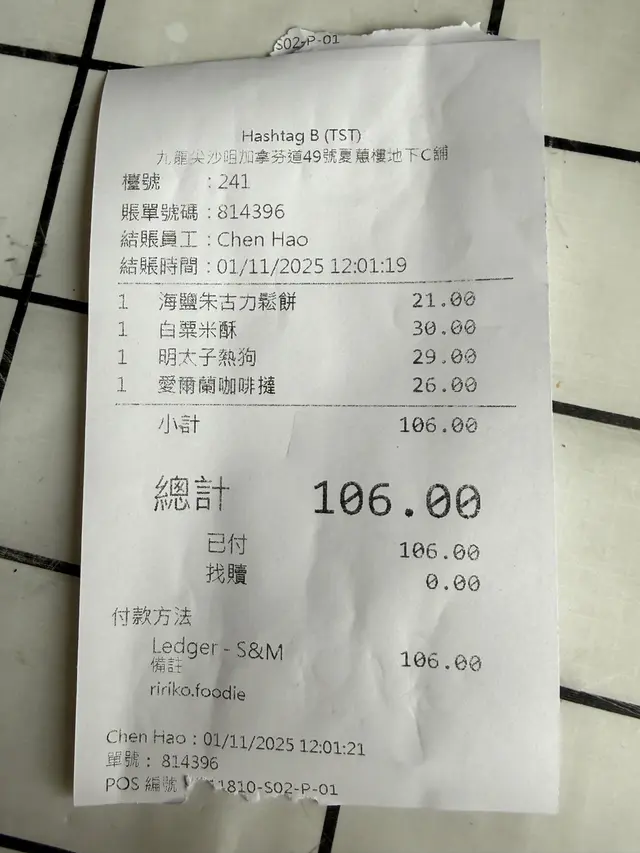 S02-P-01
Hashtag B (TST)
九龍尖沙咀加拿芬道49號夏蕙樓地下C舖
檯號 : 241
賬單號碼 : 814396
結賬員工 : Chen Hao
結賬時間 : 01/11/2025 12:01:19
1 海鹽朱古力鬆餅 21.00
1 白粟米酥 30.00
1 明太子熱狗 29.00
1 愛爾蘭咖啡撻 26.00
小計 106.00
總計 106.00
已付 106.00
找贖 0.00
付款方法
Ledger - S&M 106.00
備註
ririko.foodie
Chen Hao : 01/11/2025 12:01:21
單號 : 814396
POS 編號 11810-S02-P-01